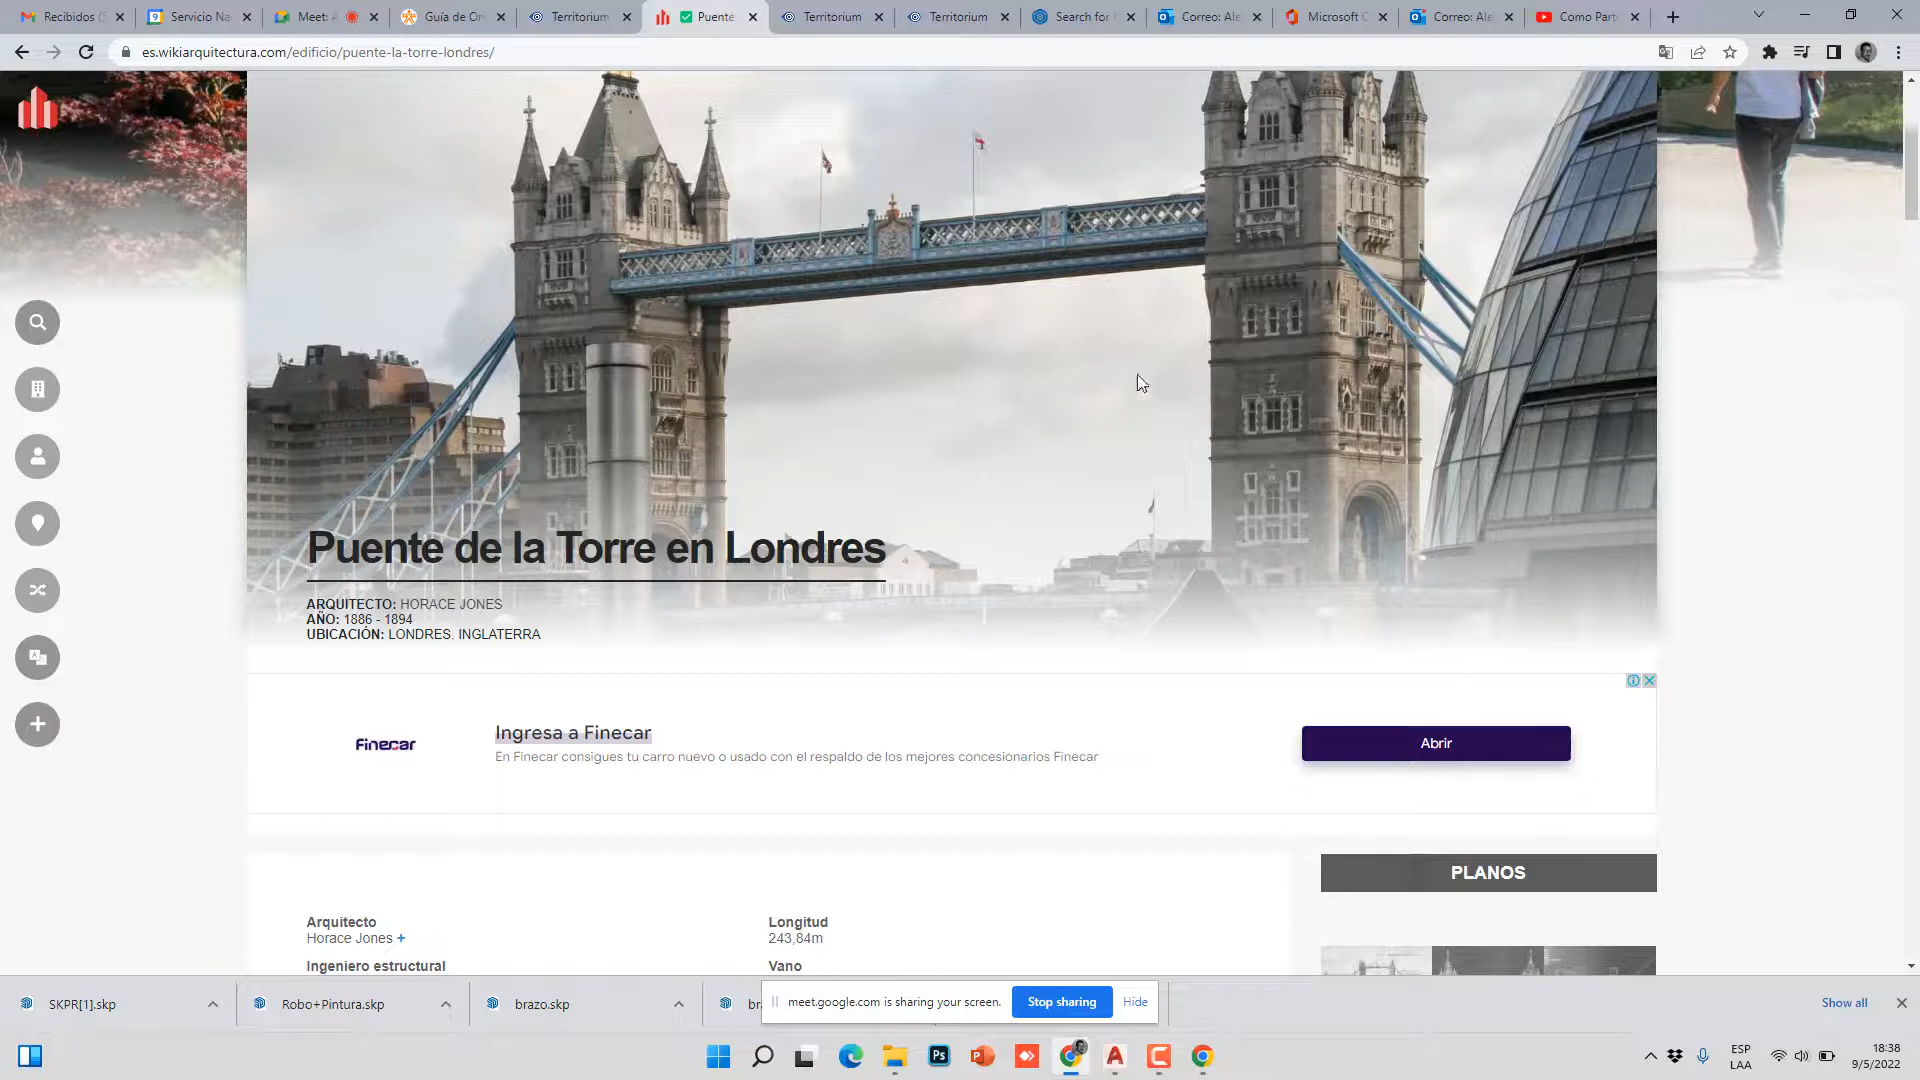 Recibidos (
Servicio Na
Meet: A
Guía de Or
Territorium
Puente
Territorium
Territorium
Search for
Correo: Ale
Microsoft O
Correo: Ale
Como Part
es.wikiarquitectura.com/edificio/puente-la-torre-londres/
Puente de la Torre en Londres
ARQUITECTO: HORACE JONES
AÑO: 1886 - 1894
UBICACIÓN: LONDRES. INGLATERRA
Finecar
Ingresa a Finecar
En Finecar consigues tu carro nuevo o usado con el respaldo de los mejores concesionarios Finecar
Abrir
PLANOS
Arquitecto
Horace Jones +
Longitud
243,84m
Ingeniero estructural
Vano
SKPR[1].skp
Robo+Pintura.skp
brazo.skp
meet.google.com is sharing your screen.
Stop sharing
Hide
Show all
Ps
ESP
LAA
18:38
9/5/2022